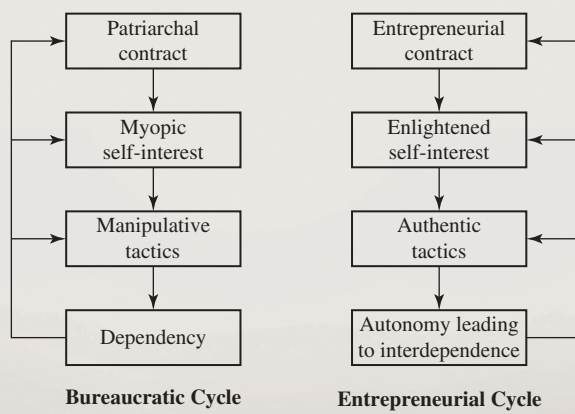 Patriarchal
contract
Myopic
self-interest
Manipulative
tactics
Dependency
Bureaucratic Cycle
Entrepreneurial
contract
Enlightened
self-interest
Authentic
tactics
Autonomy leading
to interdependence
Entrepreneurial Cycle